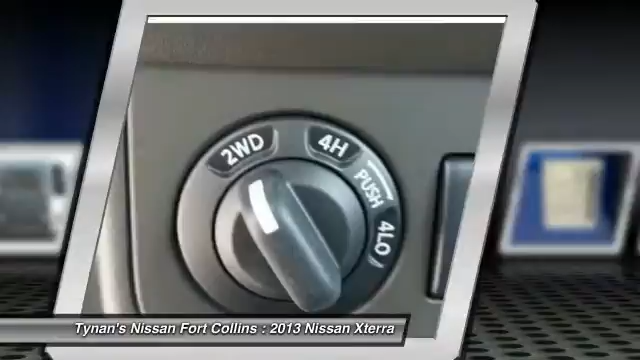 2WD
4H
PUSH
4LO
Tynan's Nissan Fort Collins : 2013 Nissan Xterra